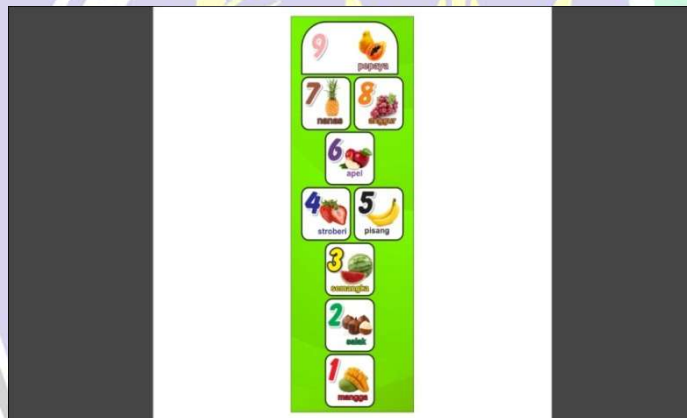 9
pepaya
7 8
nanas anggur
6
apel
4 5
stroberi pisang
3
semangka
2
salak
1
mangga